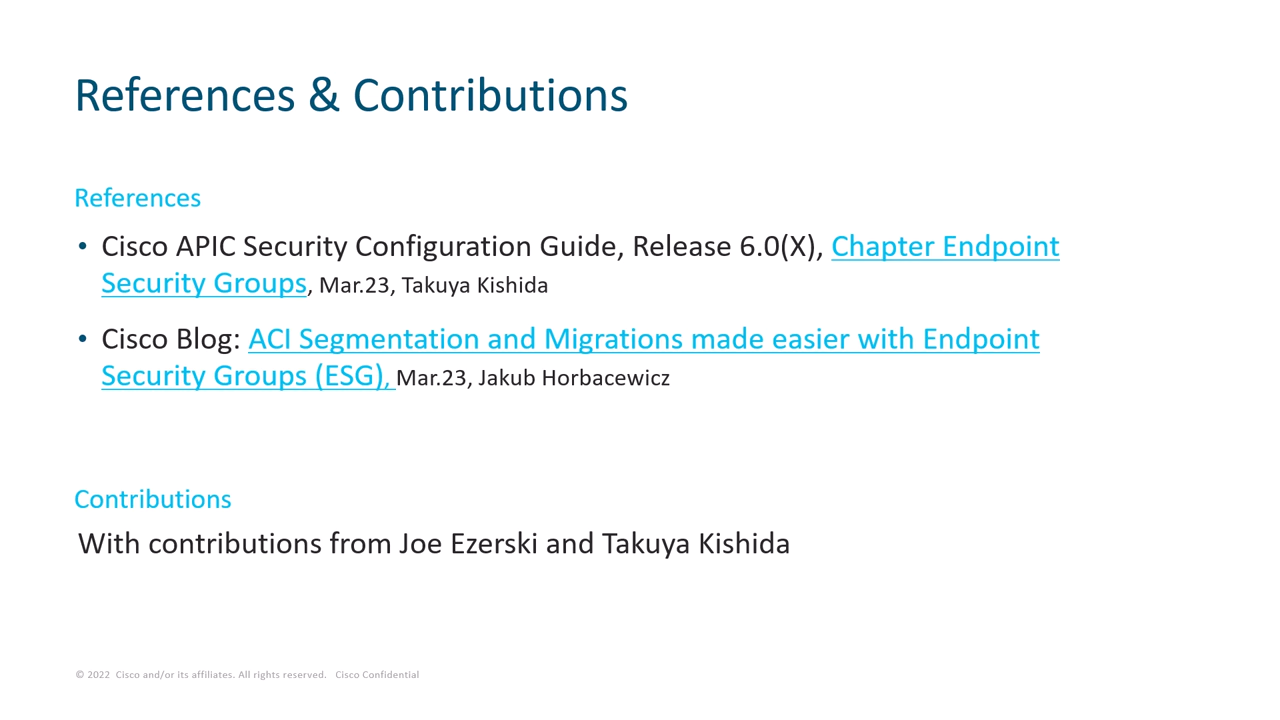 References & Contributions
References
• Cisco APIC Security Configuration Guide, Release 6.0(X), Chapter Endpoint
Security Groups, Mar.23, Takuya Kishida
• Cisco Blog: ACI Segmentation and Migrations made easier with Endpoint
Security Groups (ESG), Mar.23, Jakub Horbacewicz
Contributions
With contributions from Joe Ezerski and Takuya Kishida
© 2022 Cisco and/or its affiliates. All rights reserved. Cisco Confidential